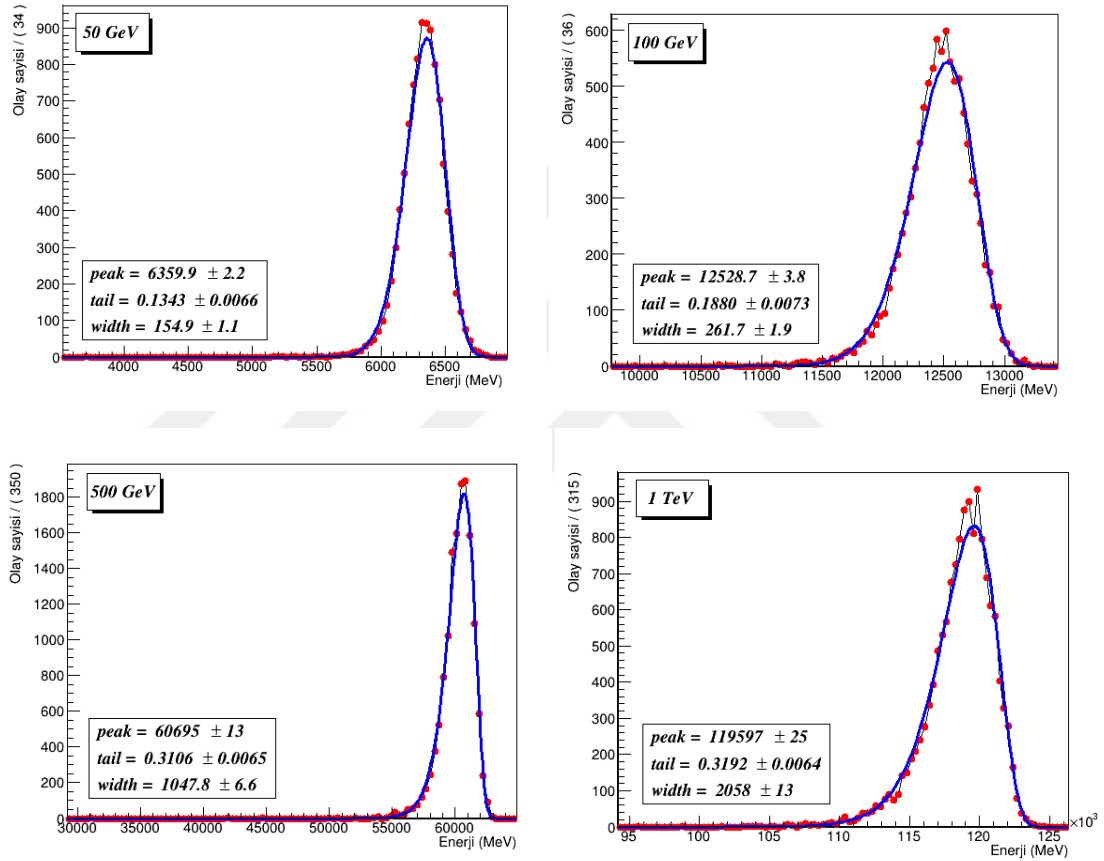 50 GeV
Olay sayisi / ( 34 )
900
800
700
600
500
400
300
200
100
0
peak = 6359.9 ± 2.2
tail = 0.1343 ± 0.0066
width = 154.9 ± 1.1
4000 4500 5000 5500 6000 6500
Enerji (MeV)
100 GeV
Olay sayisi / ( 36 )
600
500
400
300
200
100
0
peak = 12528.7 ± 3.8
tail = 0.1880 ± 0.0073
width = 261.7 ± 1.9
10000 10500 11000 11500 12000 12500 13000
Enerji (MeV)
500 GeV
Olay sayisi / ( 350 )
1800
1600
1400
1200
1000
800
600
400
200
0
peak = 60695 ± 13
tail = 0.3106 ± 0.0065
width = 1047.8 ± 6.6
30000 35000 40000 45000 50000 55000 60000
Enerji (MeV)
1 TeV
Olay sayisi / ( 315 )
900
800
700
600
500
400
300
200
100
0
peak = 119597 ± 25
tail = 0.3192 ± 0.0064
width = 2058 ± 13
95 100 105 110 115 120 125 ×10³
Enerji (MeV)